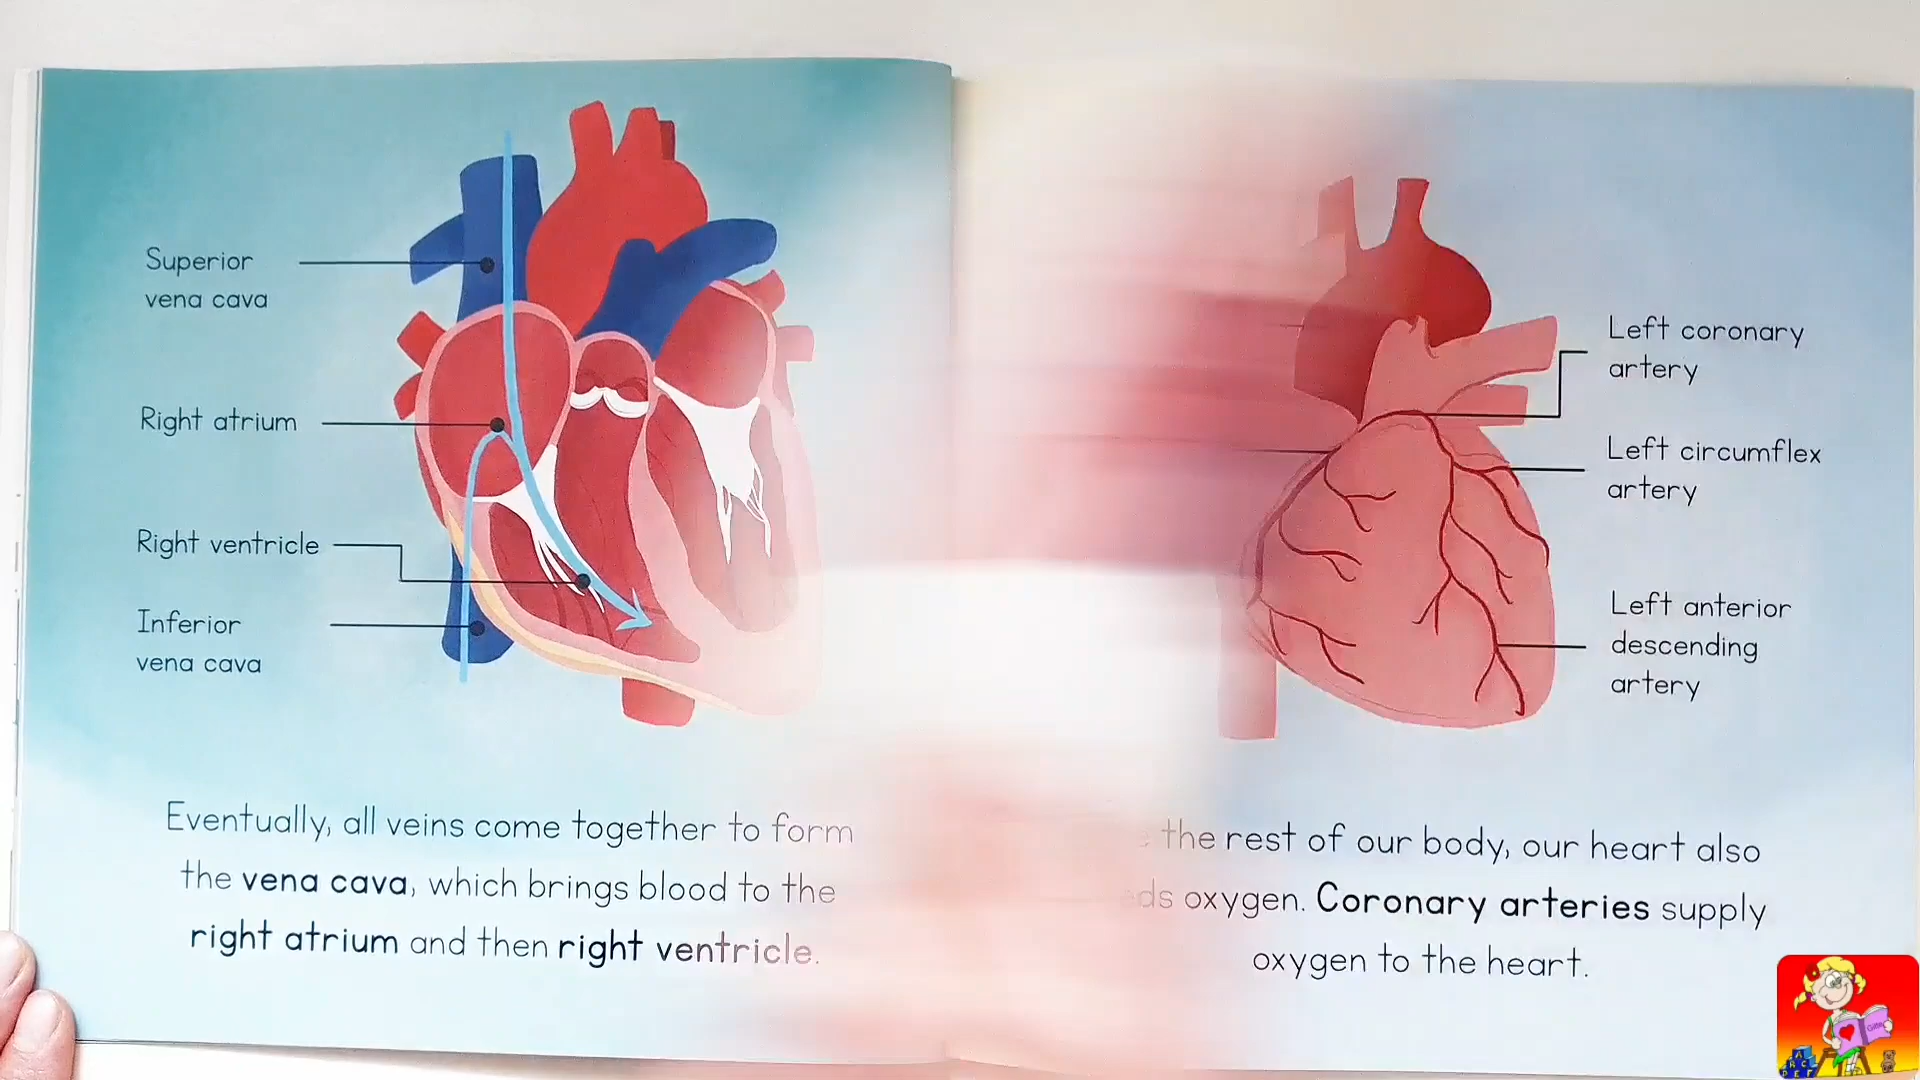 Superior
vena cava
Right atrium
Right ventricle
Inferior
vena cava
Eventually, all veins come together to form
the vena cava, which brings blood to the
right atrium and then right ventricle.
Left coronary
artery
Left circumflex
artery
Left anterior
descending
artery
the rest of our body, our heart also
oxygen. Coronary arteries supply
oxygen to the heart.